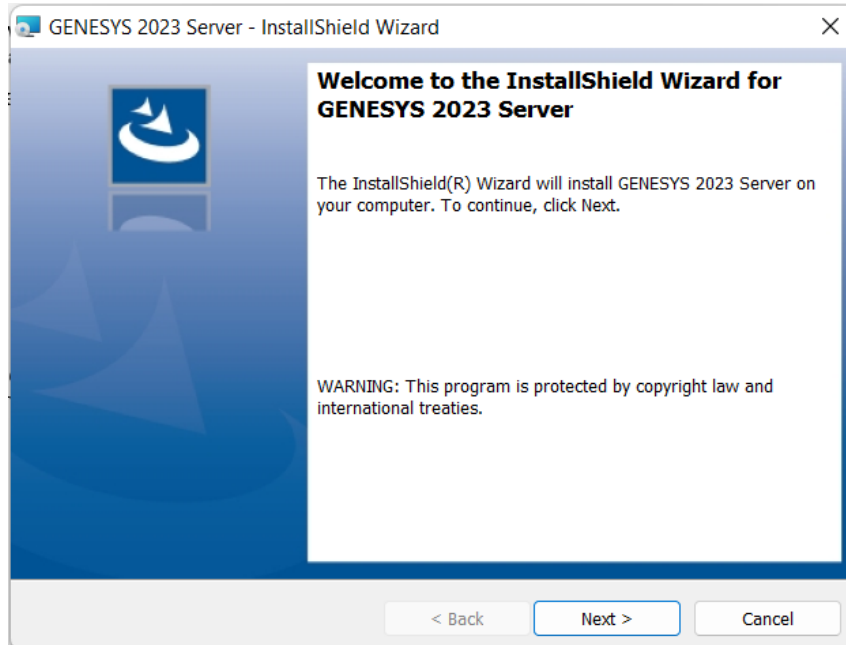 GENESYS 2023 Server - InstallShield Wizard
Welcome to the InstallShield Wizard for
GENESYS 2023 Server
The InstallShield(R) Wizard will install GENESYS 2023 Server on
your computer. To continue, click Next.
WARNING: This program is protected by copyright law and
international treaties.
< Back
Next >
Cancel